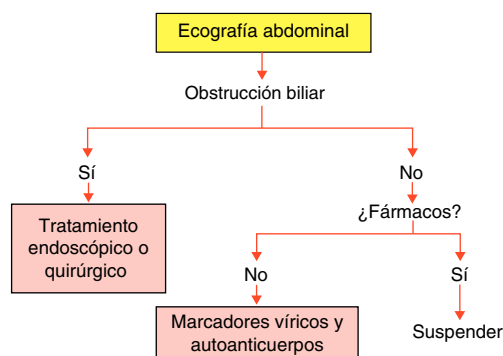 Ecografía abdominal
Obstrucción biliar
Sí
No
Tratamiento
endoscópico o
quirúrgico
¿Fármacos?
No
Sí
Marcadores víricos y
autoanticuerpos
Suspender